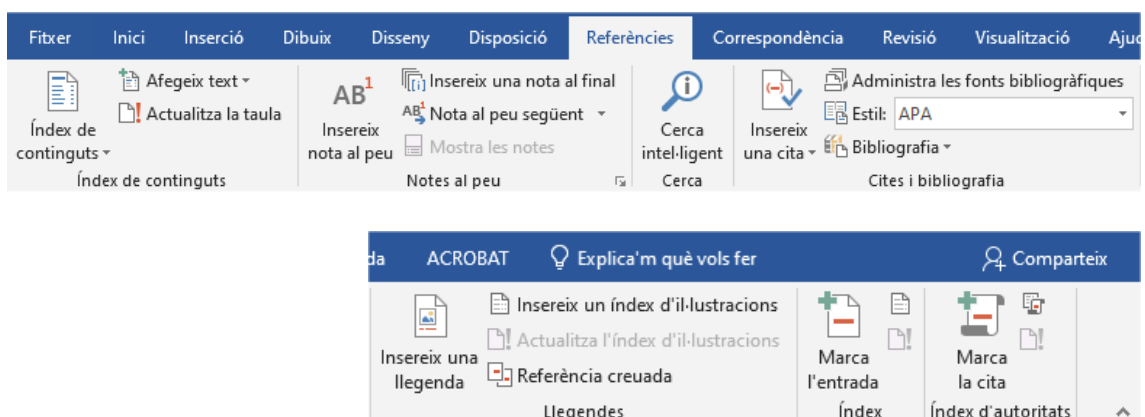 Fitxer Inici Inserció Dibuix Disseny Disposició Referències Correspondència Revisió Visualització Ajud
Índex de continguts
Afegeix text
Actualitza la taula
Índex de continguts
AB1
Insereix nota al peu
[i] Insereix una nota al final
AB1 Nota al peu següent
Mostra les notes
Notes al peu
Cerca intel·ligent
Cerca
Insereix una cita
Administra les fonts bibliogràfiques
Estil: APA
Bibliografia
Cites i bibliografia
da ACROBAT Explica'm què vols fer Comparteix
Insereix una llegenda
Insereix un índex d'il·lustracions
Actualitza l'índex d'il·lustracions
Referència creuada
Llegendes
Marca l'entrada
Índex
Marca la cita
Índex d'autoritats